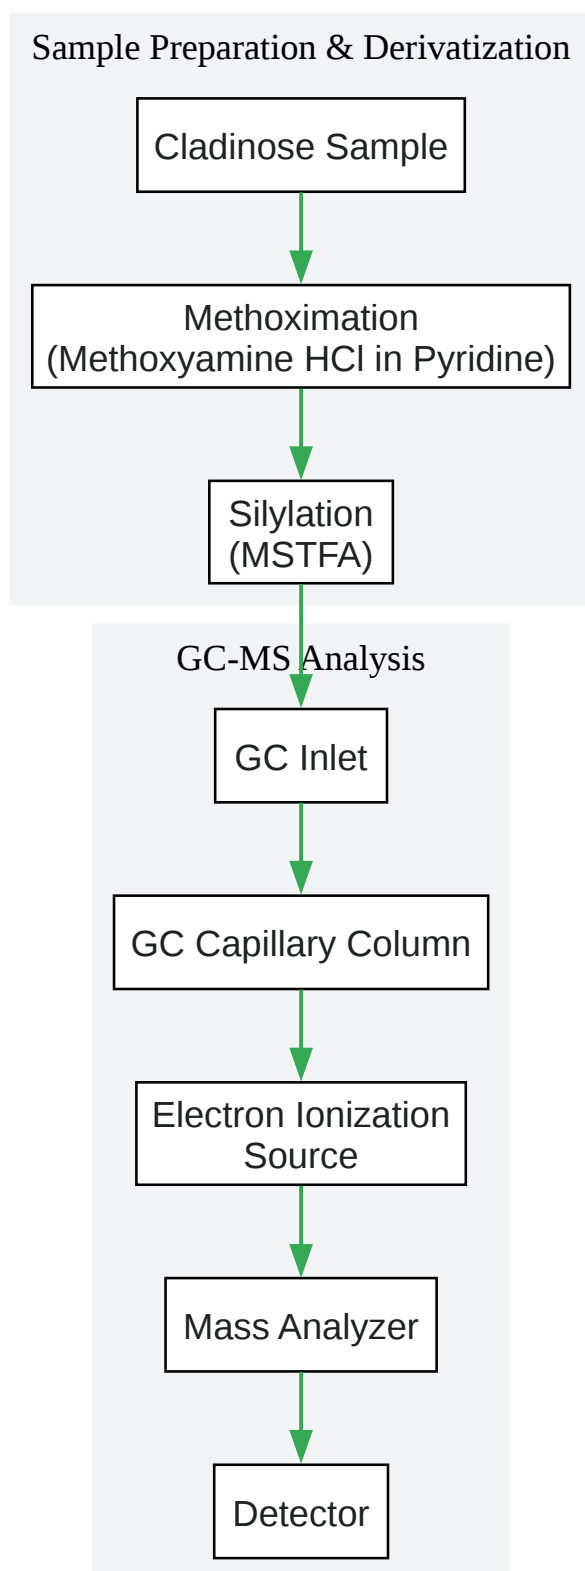 Sample Preparation & Derivatization
Cladinose Sample
Methoximation
(Methoxyamine HCl in Pyridine)
Silylation
(MSTFA)
GC-MS Analysis
GC Inlet
GC Capillary Column
Electron Ionization
Source
Mass Analyzer
Detector